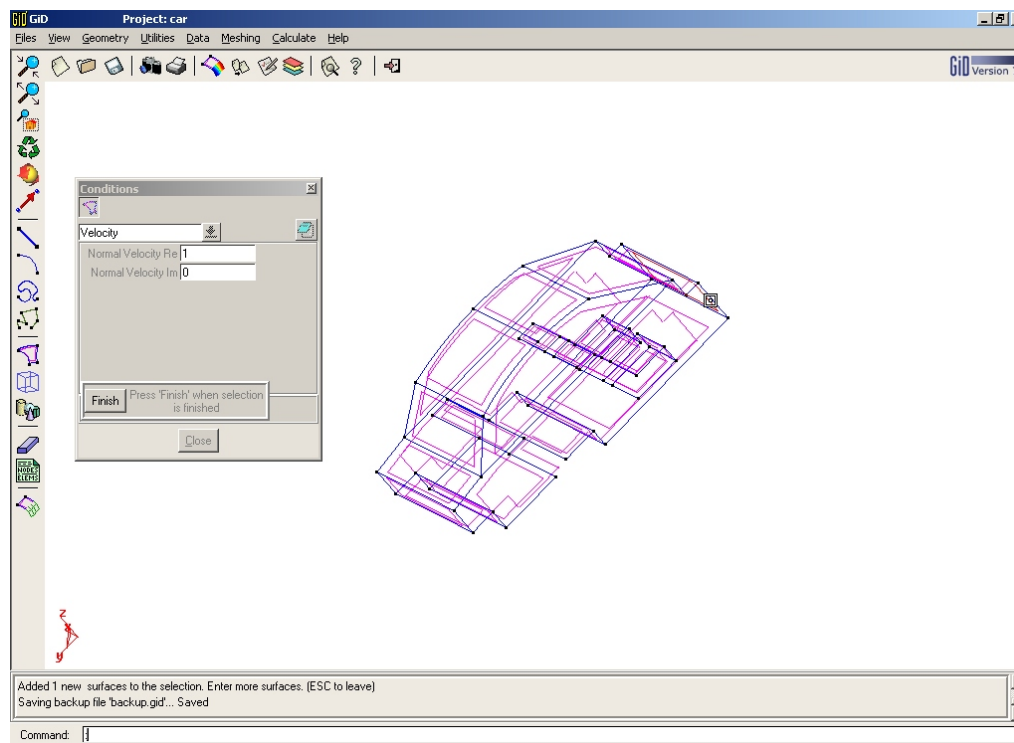 GiD GiD Project: car
Files View Geometry Utilities Data Meshing Calculate Help
GiD Version
Conditions
Velocity
Normal Velocity Re 1
Normal Velocity Im 0
Finish Press 'Finish' when selection
is finished
Close
z
x
y
Added 1 new surfaces to the selection. Enter more surfaces. (ESC to leave)
Saving backup file 'backup.gid'... Saved
Command: